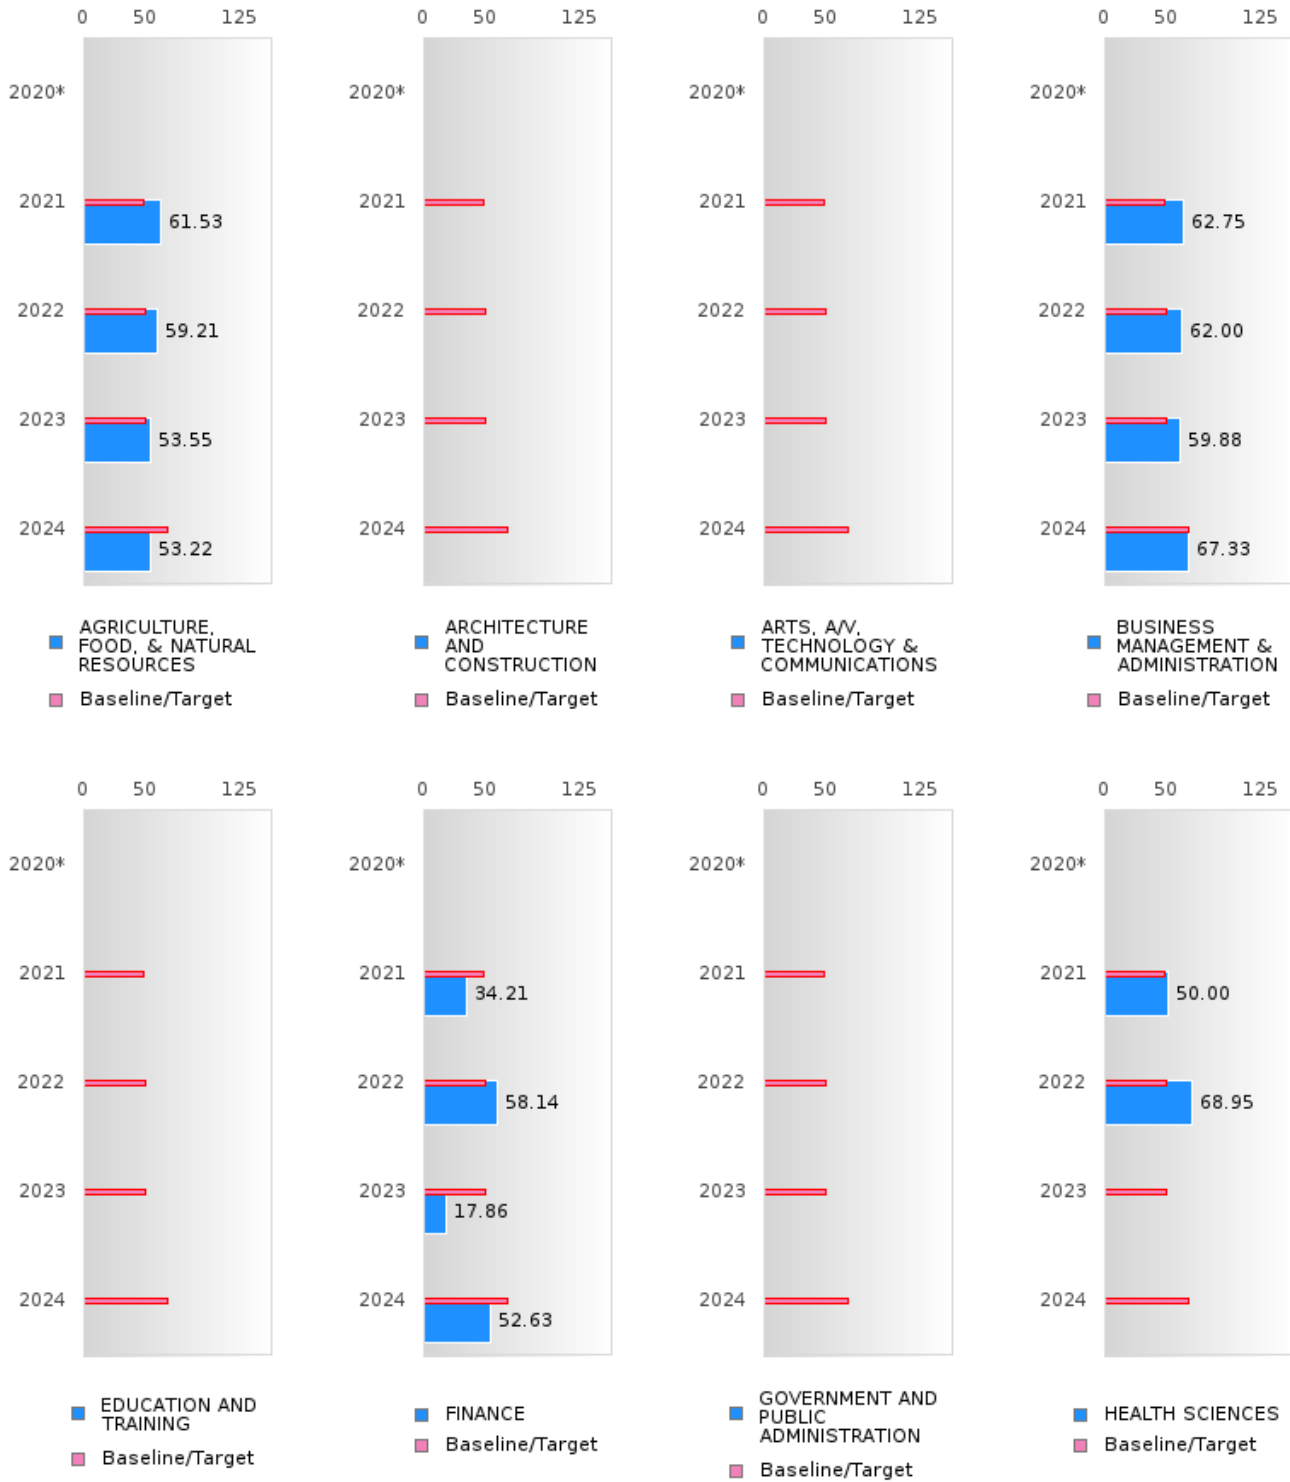 0 50 125 0 50 125 0 50 125 0 50 125
2020* 2020* 2020* 2020*
2021 61.53 2021 2021 2021 62.75
2022 59.21 2022 2022 2022 62.00
2023 53.55 2023 2023 2023 59.88
2024 53.22 2024 2024 2024 67.33
AGRICULTURE,
FOOD, & NATURAL
RESOURCES
Baseline/Target
ARCHITECTURE
AND
CONSTRUCTION
Baseline/Target
ARTS, A/V,
TECHNOLOGY &
COMMUNICATIONS
Baseline/Target
BUSINESS
MANAGEMENT &
ADMINISTRATION
Baseline/Target
0 50 125 0 50 125 0 50 125 0 50 125
2020* 2020* 2020* 2020*
2021 2021 34.21 2021 2021 50.00
2022 2022 58.14 2022 2022 68.95
2023 2023 17.86 2023 2023
2024 2024 52.63 2024 2024
EDUCATION AND
TRAINING
Baseline/Target
FINANCE
Baseline/Target
GOVERNMENT AND
PUBLIC
ADMINISTRATION
Baseline/Target
HEALTH SCIENCES
Baseline/Target